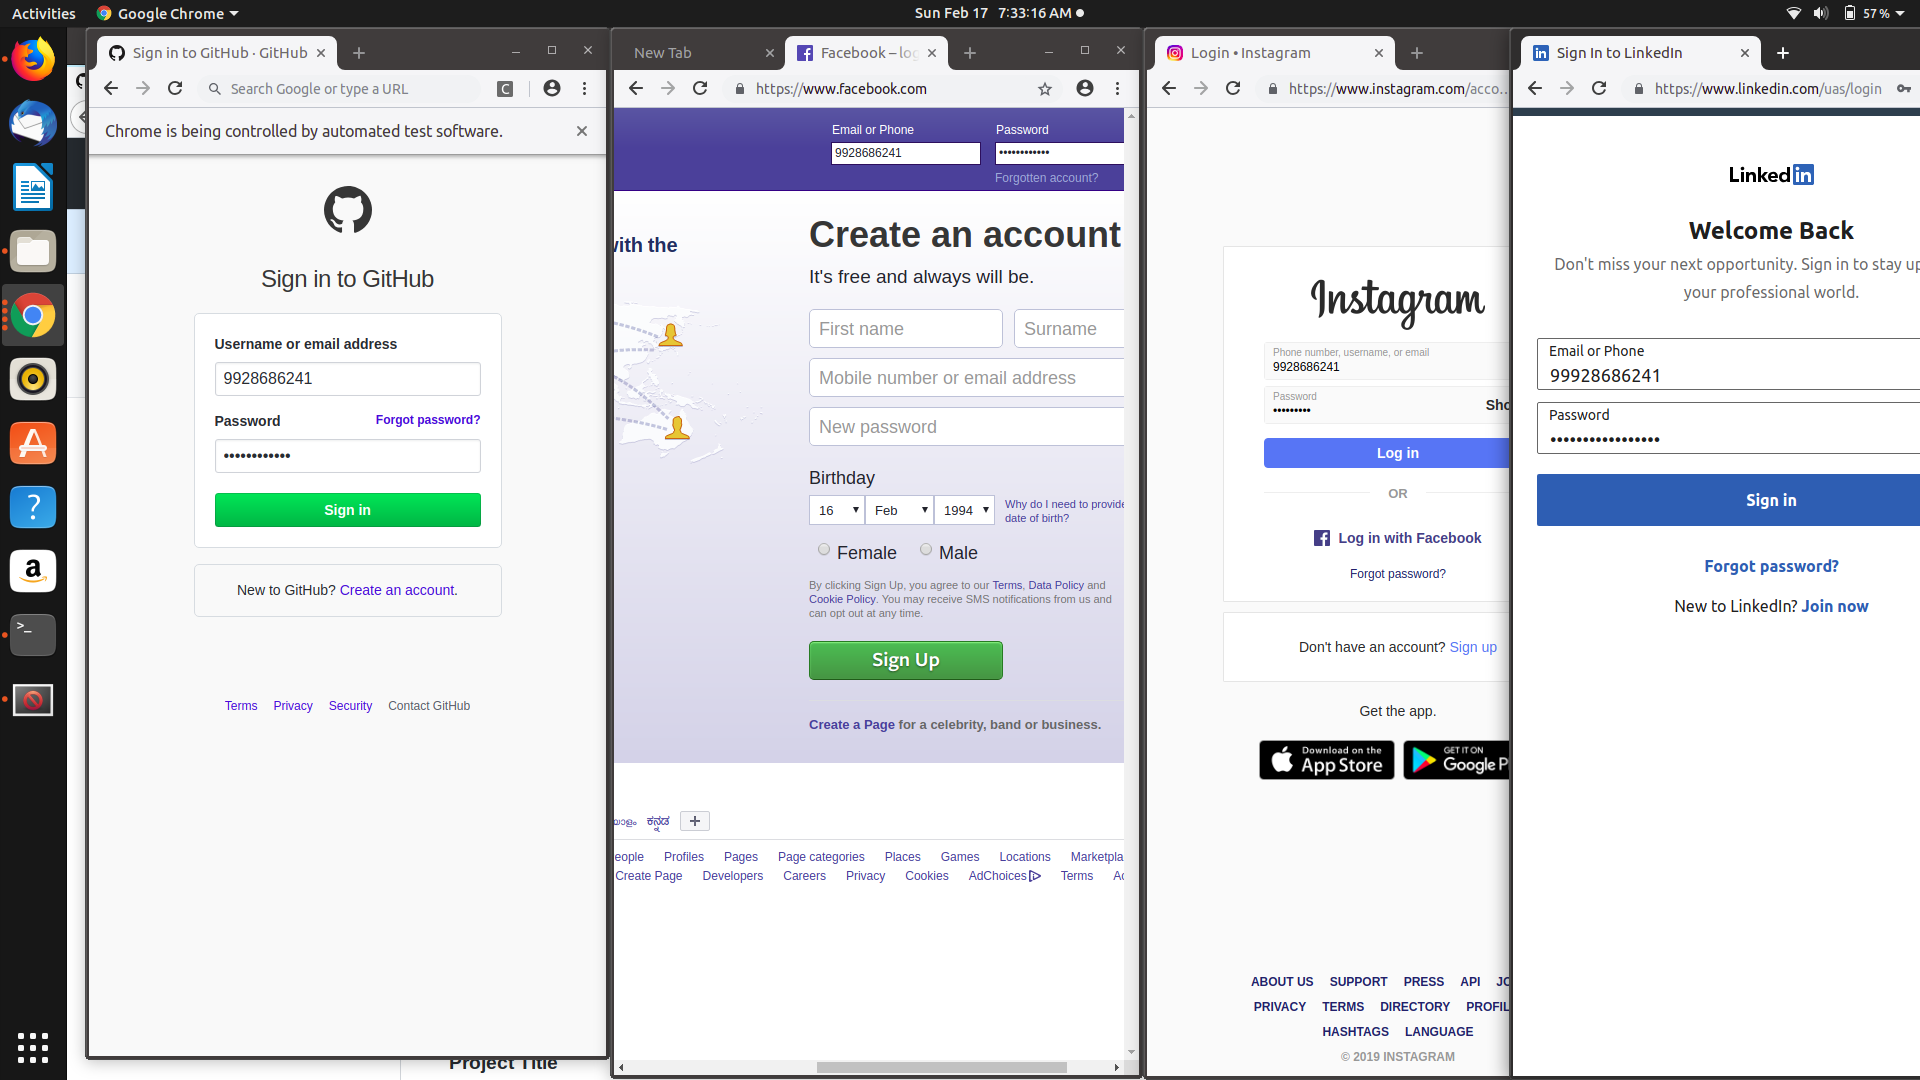 Activities
Google Chrome
Sun Feb 17 7:33:16 AM
57 %
Sign in to GitHub · GitHub
Search Google or type a URL
Chrome is being controlled by automated test software.
Sign in to GitHub
Username or email address
9928686241
Password
Forgot password?
••••••••••••
Sign in
New to GitHub? Create an account.
Terms
Privacy
Security
Contact GitHub
Project Title
New Tab
Facebook – log
https://www.facebook.com
Email or Phone
Password
9928686241
••••••••••••
Forgotten account?
with the
Create an account
It's free and always will be.
First name
Surname
Mobile number or email address
New password
Birthday
16
Feb
1994
Why do I need to provide
date of birth?
Female
Male
By clicking Sign Up, you agree to our Terms, Data Policy and
Cookie Policy. You may receive SMS notifications from us and
can opt out at any time.
Sign Up
Create a Page for a celebrity, band or business.
ಕನ್ನಡ
eople Profiles Pages Page categories Places Games Locations Marketpla
Create Page Developers Careers Privacy Cookies AdChoices Terms Ac
Login • Instagram
https://www.instagram.com/acco...
Instagram
Phone number, username, or email
9928686241
Password
•••••••••
Sho
Log in
OR
Log in with Facebook
Forgot password?
Don't have an account? Sign up
Get the app.
Download on the
App Store
GET IT ON
Google P
ABOUT US SUPPORT PRESS API JO
PRIVACY TERMS DIRECTORY PROFIL
HASHTAGS LANGUAGE
© 2019 INSTAGRAM
Sign In to LinkedIn
https://www.linkedin.com/uas/login
Linked in
Welcome Back
Don't miss your next opportunity. Sign in to stay up
your professional world.
Email or Phone
99928686241
Password
•••••••••••••••••
Sign in
Forgot password?
New to LinkedIn? Join now